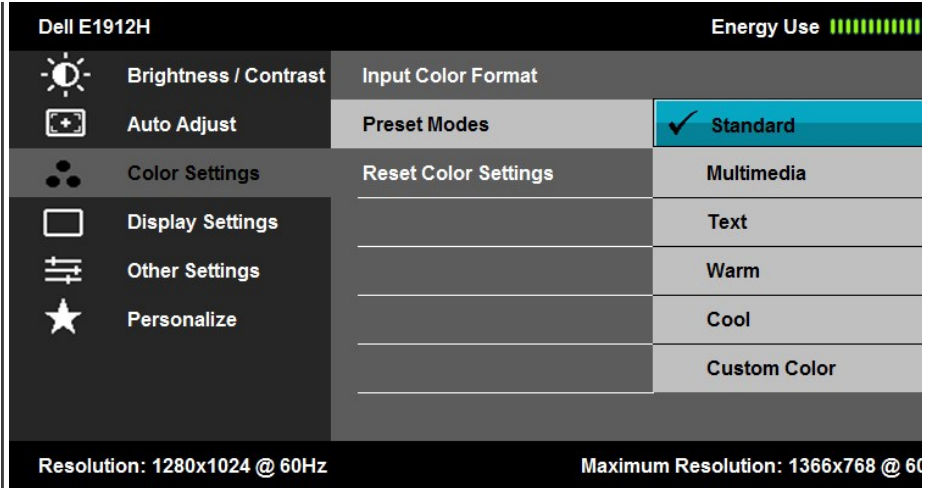 Dell E1912H
Energy Use
Brightness / Contrast
Input Color Format
Auto Adjust
Preset Modes
Standard
Color Settings
Reset Color Settings
Multimedia
Display Settings
Text
Other Settings
Warm
Personalize
Cool
Custom Color
Resolution: 1280x1024 @ 60Hz
Maximum Resolution: 1366x768 @ 60